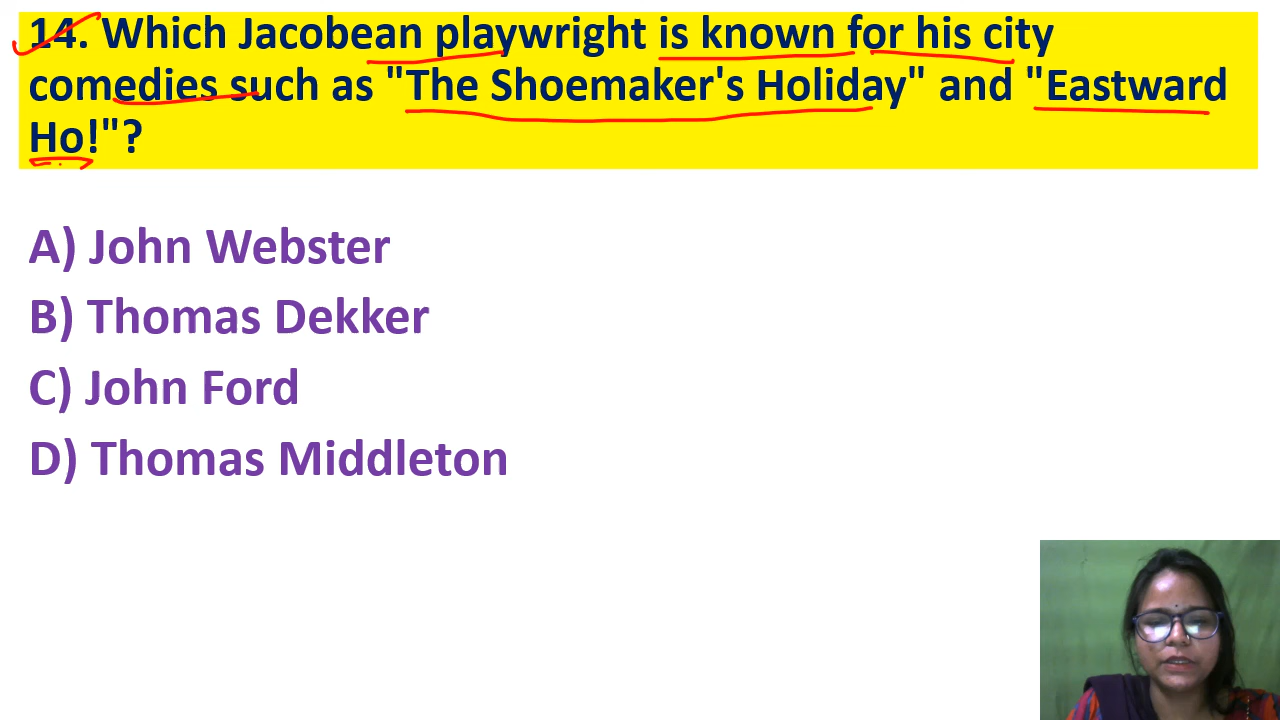 14. Which Jacobean playwright is known for his city
comedies such as "The Shoemaker's Holiday" and "Eastward
Ho!"?
A) John Webster
B) Thomas Dekker
C) John Ford
D) Thomas Middleton